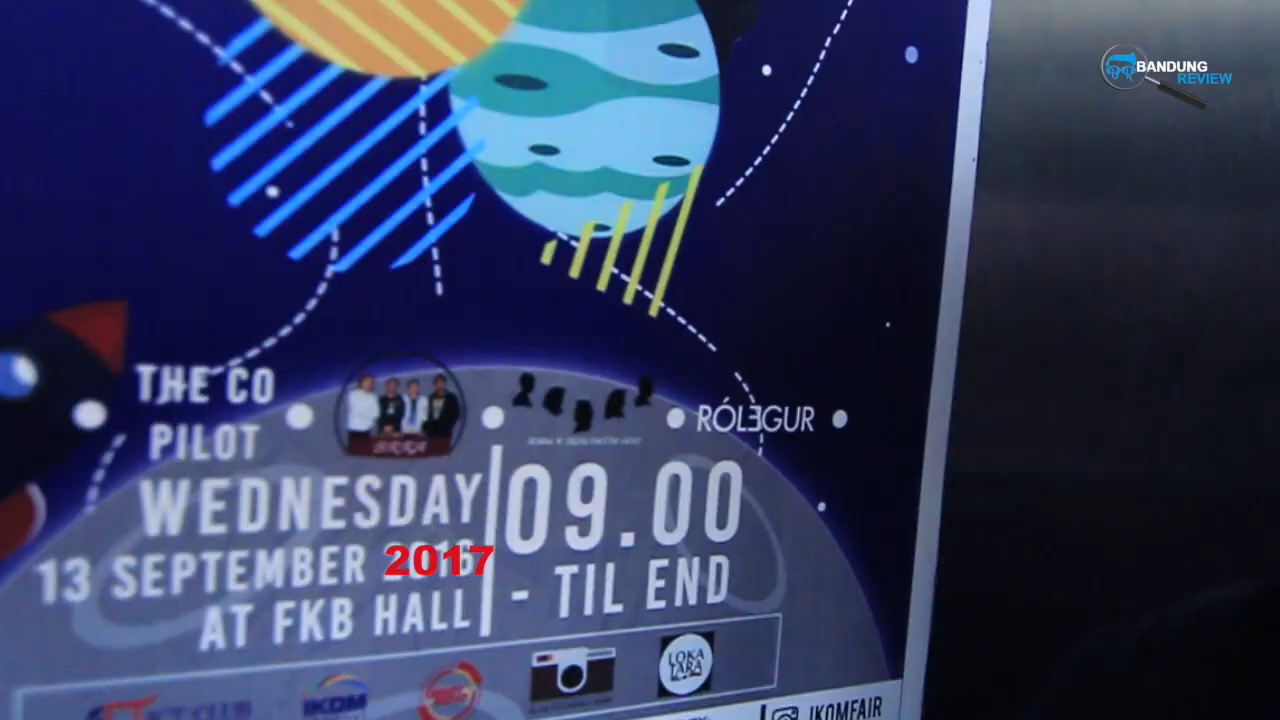 BANDUNG
REVIEW
THE CO
PILOT
RÓLEGUR
WEDNESDAY
13 SEPTEMBER 2017
AT FKB HALL
09.00
- TIL END
IKOM
LOKA
TARA
IKOMFAIR